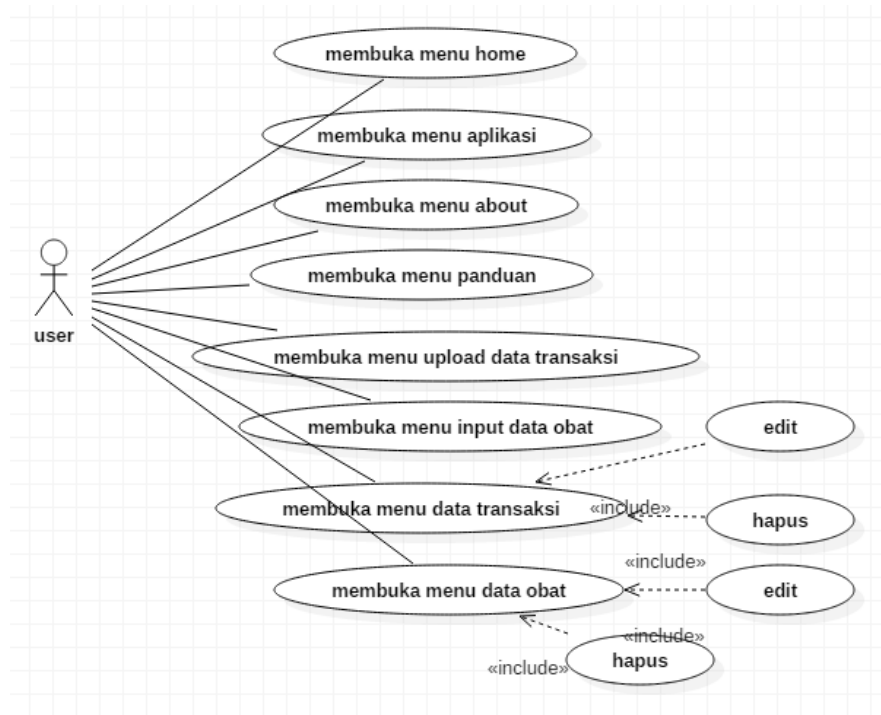 membuka menu home
membuka menu aplikasi
membuka menu about
membuka menu panduan
user
membuka menu upload data transaksi
membuka menu input data obat
edit
membuka menu data transaksi
«include»
hapus
«include»
membuka menu data obat
edit
«include»
hapus
«include»